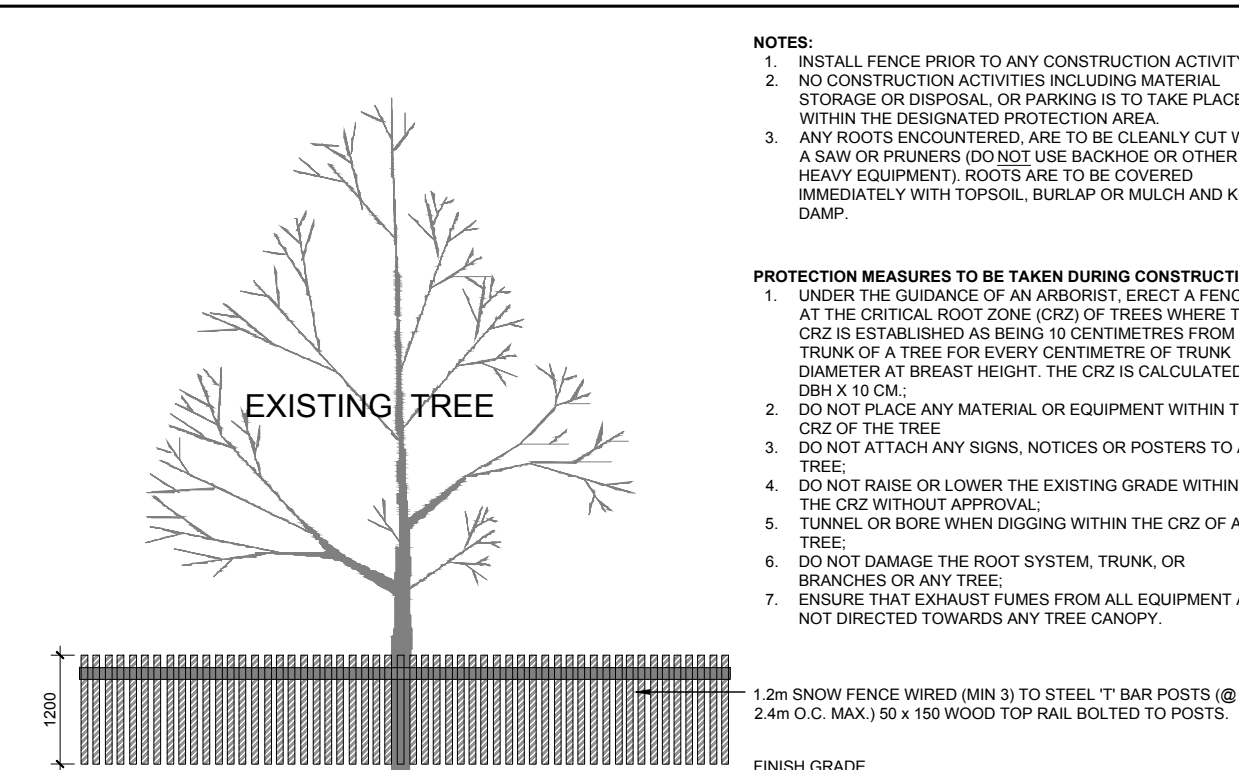 NOTES:
1. INSTALL FENCE PRIOR TO ANY CONSTRUCTION ACTIVITY
2. NO CONSTRUCTION ACTIVITIES INCLUDING MATERIAL
STORAGE OR DISPOSAL, OR PARKING IS TO TAKE PLACE
WITHIN THE DESIGNATED PROTECTION AREA.
3. ANY ROOTS ENCOUNTERED, ARE TO BE CLEANLY CUT
A SAW OR PRUNERS (DO NOT USE BACKHOE OR OTHER
HEAVY EQUIPMENT). ROOTS ARE TO BE COVERED
IMMEDIATELY WITH TOPSOIL, BURLAP OR MULCH AND
DAMP.
PROTECTION MEASURES TO BE TAKEN DURING
1. UNDER THE GUIDANCE OF AN ARBORIST, ERECT A
AT THE CRITICAL ROOT ZONE (CRZ) OF TREES WHERE
CRZ IS ESTABLISHED AS BEING 10 CENTIMETRES FROM
TRUNK OF A TREE FOR EVERY CENTIMETRE OF TRUNK
DIAMETER AT BREAST HEIGHT. THE CRZ IS CALCULATED
DBH X 10 CM.;
2. DO NOT PLACE ANY MATERIAL OR EQUIPMENT WITHIN
CRZ OF THE TREE
3. DO NOT ATTACH ANY SIGNS, NOTICES OR POSTERS TO
TREE;
4. DO NOT RAISE OR LOWER THE EXISTING GRADE WITHIN
THE CRZ WITHOUT APPROVAL;
5. TUNNEL OR BORE WHEN DIGGING WITHIN THE CRZ OF A
TREE;
6. DO NOT DAMAGE THE ROOT SYSTEM, TRUNK, OR
BRANCHES OR ANY TREE;
7. ENSURE THAT EXHAUST FUMES FROM ALL EQUIPMENT
NOT DIRECTED TOWARDS ANY TREE CANOPY.
EXISTING TREE
1200
1.2m SNOW FENCE WIRED (MIN 3) TO STEEL 'T' BAR POSTS (@
2.4m O.C. MAX.) 50 x 150 WOOD TOP RAIL BOLTED TO POSTS.
FINISH GRADE